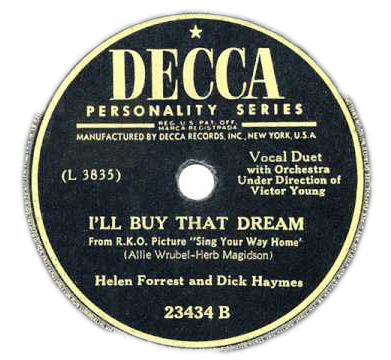 DECCA
PERSONALITY SERIES
REG. U.S. PAT. OFF.
MARCA REGISTRADA
MANUFACTURED BY DECCA RECORDS, INC., NEW YORK, U.S.A.
(L 3835)
Vocal Duet
with Orchestra
Under Direction of
Victor Young
I'LL BUY THAT DREAM
From R.K.O. Picture "Sing Your Way Home'
(Allie Wrubel-Herb Magidson)
Helen Forrest and Dick Haymes
23434 B